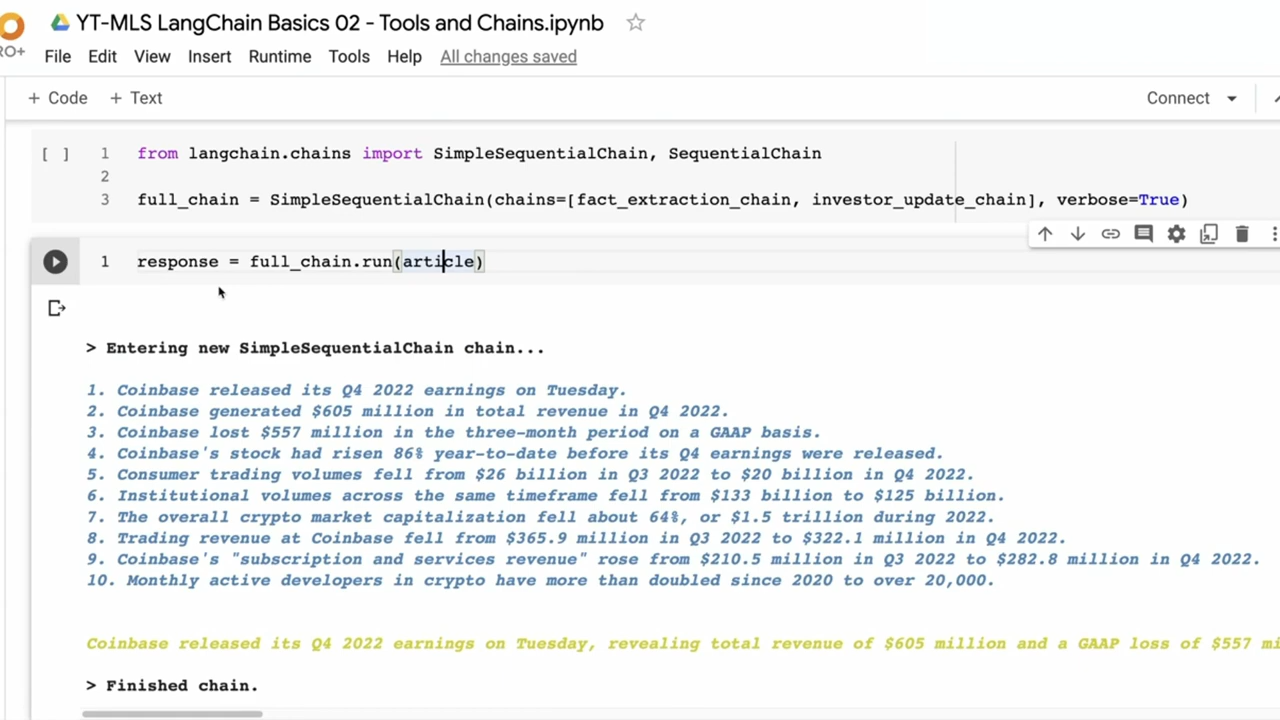 YT-MLS LangChain Basics 02 - Tools and Chains.ipynb
RO+
File Edit View Insert Runtime Tools Help All changes saved
+ Code + Text Connect
[ ] 1 from langchain.chains import SimpleSequentialChain, SequentialChain
2
3 full_chain = SimpleSequentialChain(chains=[fact_extraction_chain, investor_update_chain], verbose=True)
1 response = full_chain.run(article)
> Entering new SimpleSequentialChain chain...
1. Coinbase released its Q4 2022 earnings on Tuesday.
2. Coinbase generated $605 million in total revenue in Q4 2022.
3. Coinbase lost $557 million in the three-month period on a GAAP basis.
4. Coinbase's stock had risen 86% year-to-date before its Q4 earnings were released.
5. Consumer trading volumes fell from $26 billion in Q3 2022 to $20 billion in Q4 2022.
6. Institutional volumes across the same timeframe fell from $133 billion to $125 billion.
7. The overall crypto market capitalization fell about 64%, or $1.5 trillion during 2022.
8. Trading revenue at Coinbase fell from $365.9 million in Q3 2022 to $322.1 million in Q4 2022.
9. Coinbase's "subscription and services revenue" rose from $210.5 million in Q3 2022 to $282.8 million in Q4 2022.
10. Monthly active developers in crypto have more than doubled since 2020 to over 20,000.
Coinbase released its Q4 2022 earnings on Tuesday, revealing total revenue of $605 million and a GAAP loss of $557 mi
> Finished chain.